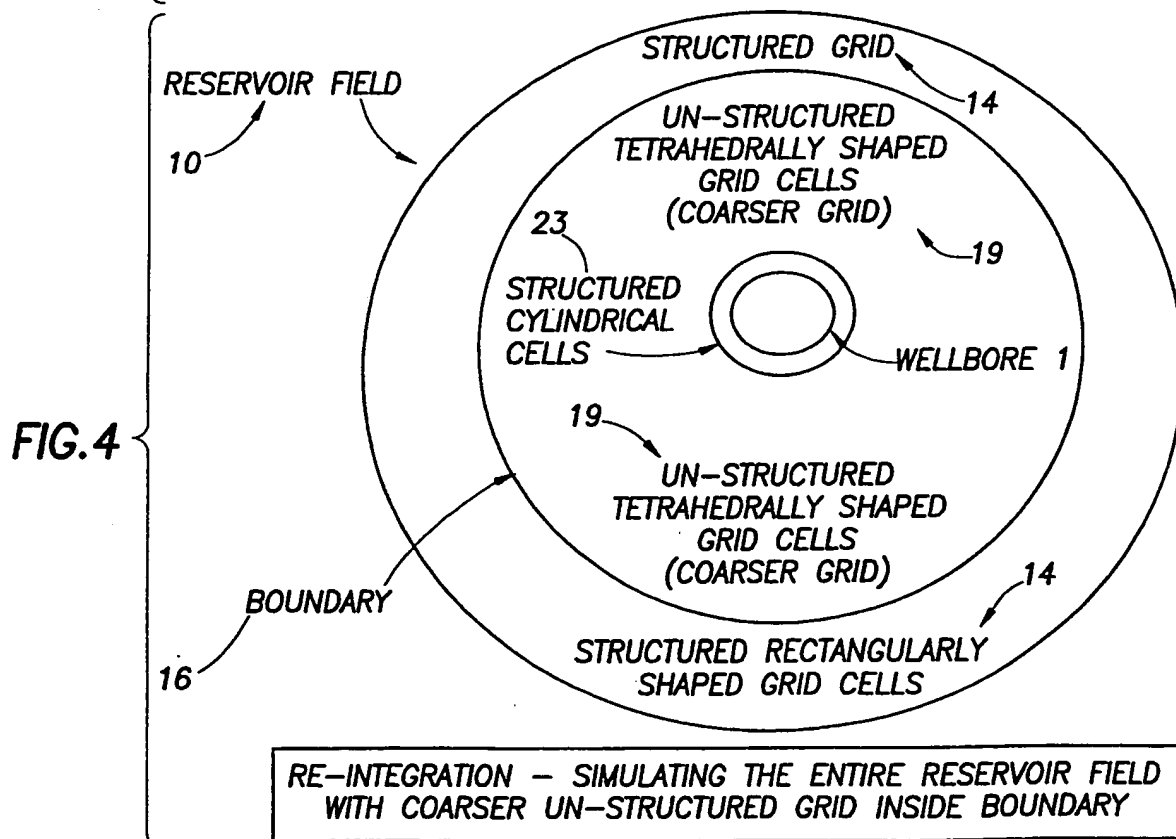 STRUCTURED GRID
14
RESERVOIR FIELD
10
UN-STRUCTURED
TETRAHEDRALLY SHAPED
GRID CELLS
(COARSER GRID)
19
23
STRUCTURED
CYLINDRICAL
CELLS
WELLBORE 1
FIG.4
19
UN-STRUCTURED
TETRAHEDRALLY SHAPED
GRID CELLS
(COARSER GRID)
14
BOUNDARY
16
STRUCTURED RECTANGULARLY
SHAPED GRID CELLS
RE-INTEGRATION - SIMULATING THE ENTIRE RESERVOIR FIELD
WITH COARSER UN-STRUCTURED GRID INSIDE BOUNDARY